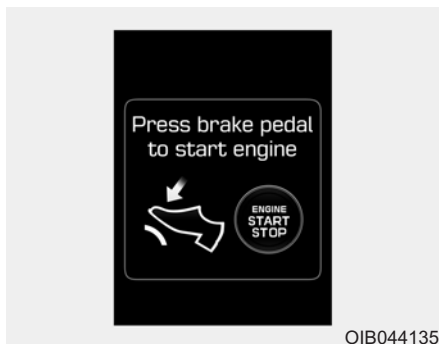 Press brake pedal
to start engine
ENGINE
START
STOP
OIB044135